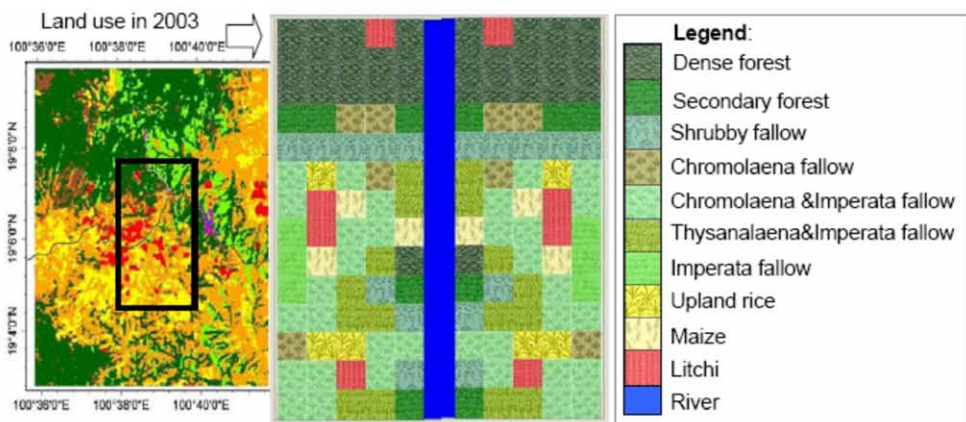 Land use in 2003
100°36'0"E 100°38'0"E 100°40'0"E
19°8'0"N
19°6'0"N
19°4'0"N
100°36'0"E 100°38'0"E 100°40'0"E
Legend:
Dense forest
Secondary forest
Shrubby fallow
Chromolaena fallow
Chromolaena &Imperata fallow
Thysanalaena&Imperata fallow
Imperata fallow
Upland rice
Maize
Litchi
River